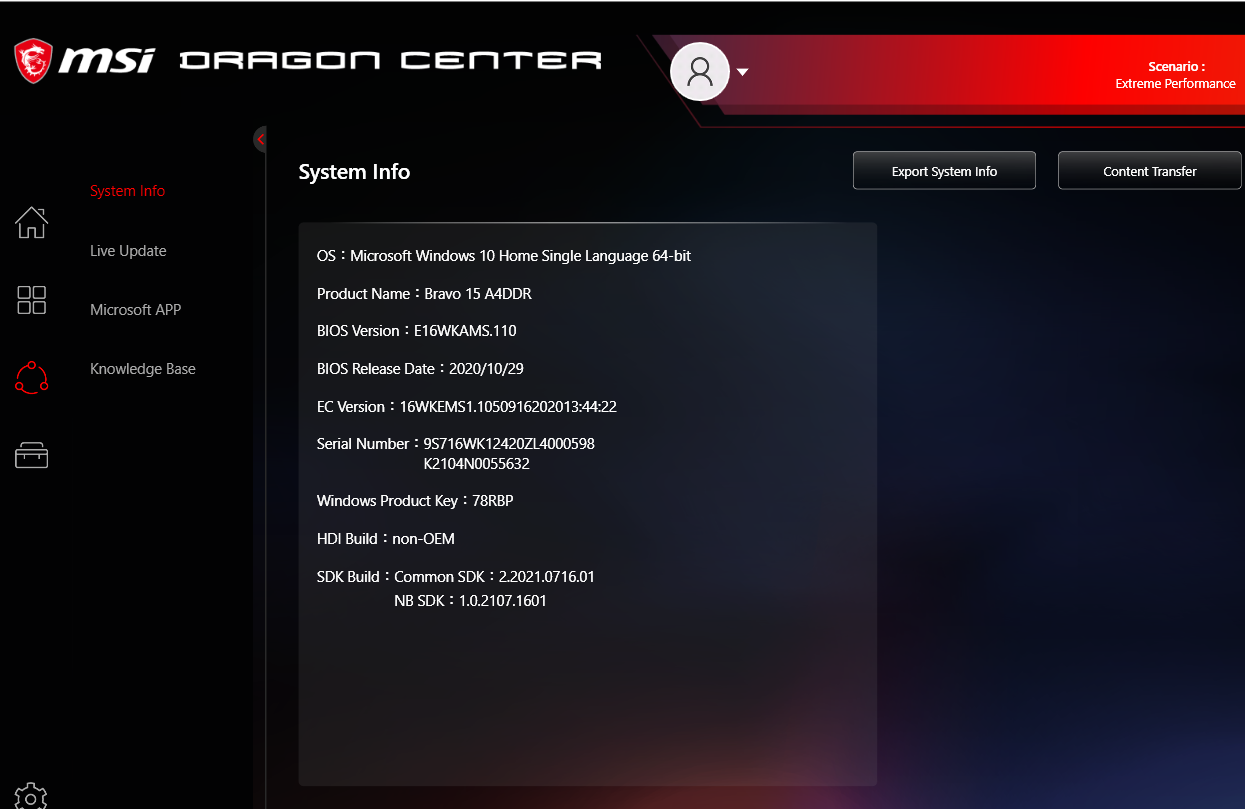 msi DRAGON CENTER
Scenario :
Extreme Performance
System Info
Live Update
Microsoft APP
Knowledge Base
System Info
Export System Info
Content Transfer
OS : Microsoft Windows 10 Home Single Language 64-bit
Product Name : Bravo 15 A4DDR
BIOS Version : E16WKAMS.110
BIOS Release Date : 2020/10/29
EC Version : 16WKEMS1.1050916202013:44:22
Serial Number : 9S716WK12420ZL4000598
K2104N0055632
Windows Product Key : 78RBP
HDI Build : non-OEM
SDK Build : Common SDK : 2.2021.0716.01
NB SDK : 1.0.2107.1601